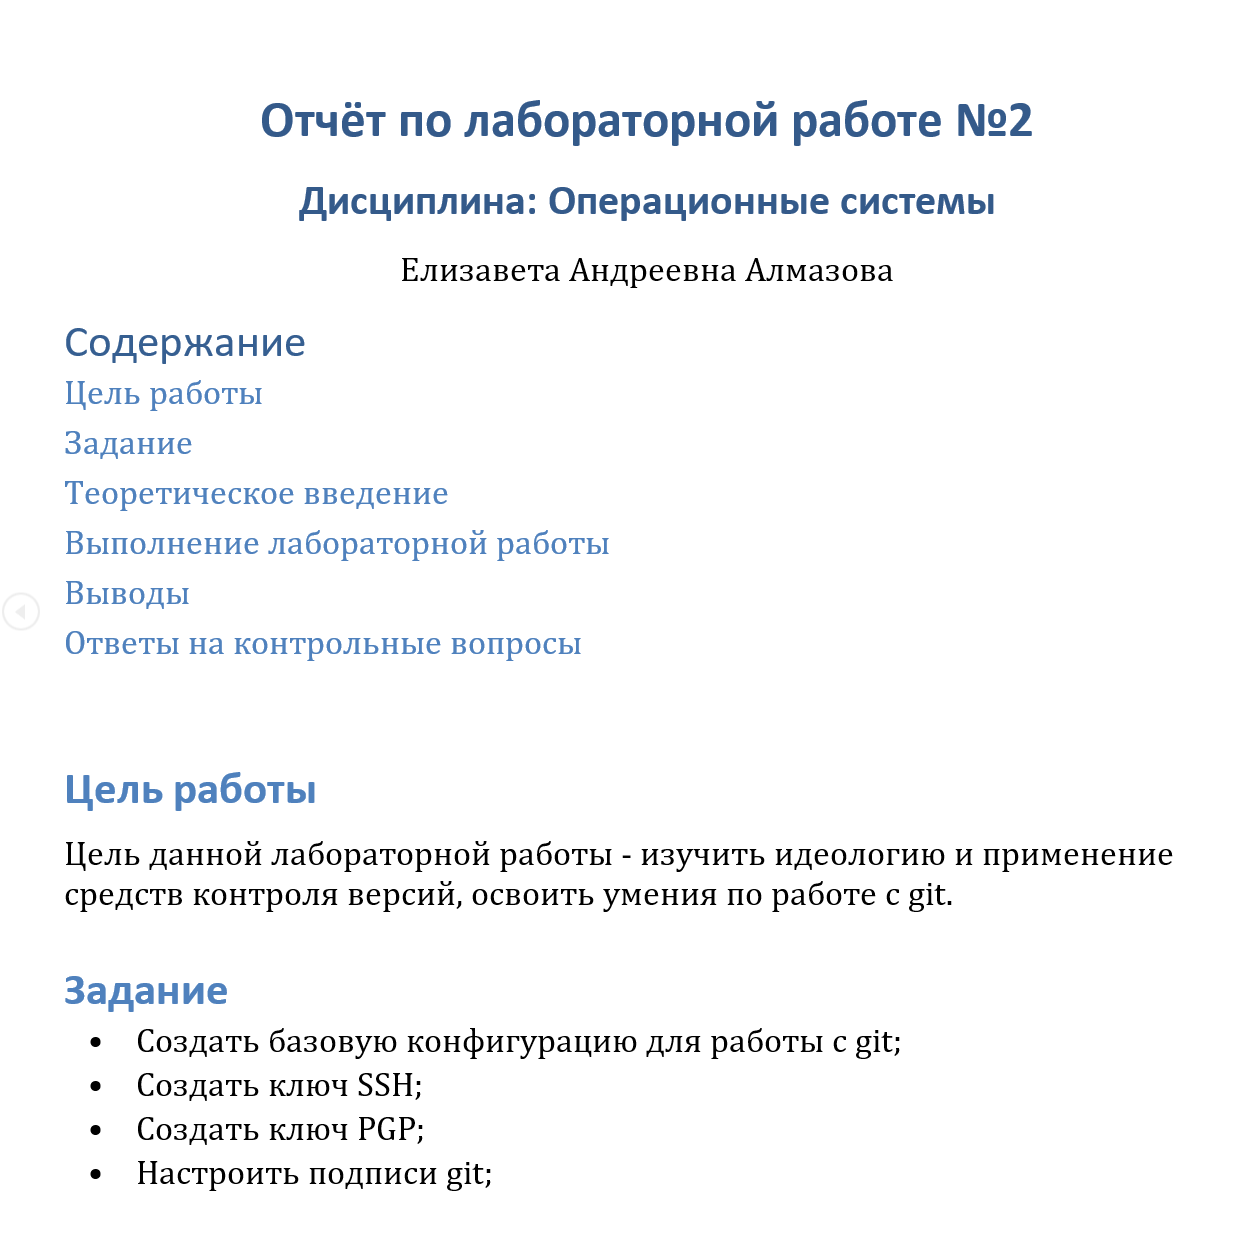 Отчёт по лабораторной работе №2
Дисциплина: Операционные системы
Елизавета Андреевна Алмазова
Содержание
Цель работы
Задание
Теоретическое введение
Выполнение лабораторной работы
Выводы
Ответы на контрольные вопросы
Цель работы
Цель данной лабораторной работы - изучить идеологию и применение
средств контроля версий, освоить умения по работе с git.
Задание
• Создать базовую конфигурацию для работы с git;
• Создать ключ SSH;
• Создать ключ PGP;
• Настроить подписи git;